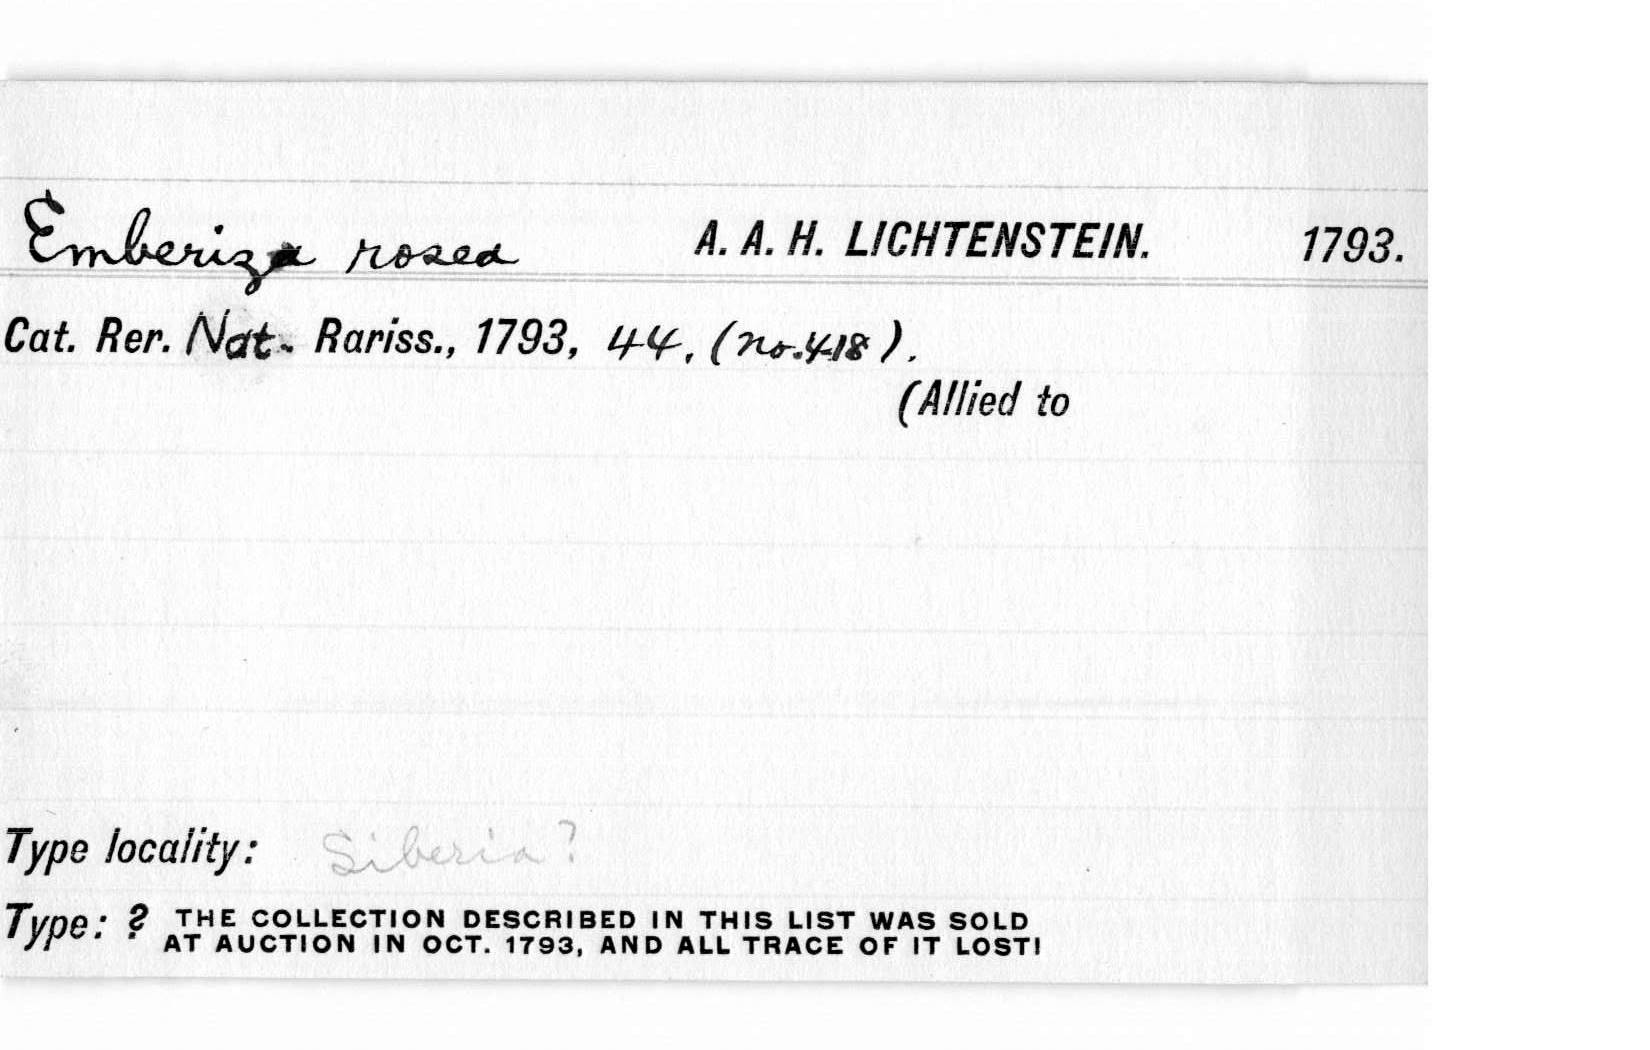 Emberiza rosea A. A. H. LICHTENSTEIN. 1793.
Cat. Rer. Nat. Rariss., 1793, 44, (no.418).
(Allied to
Type locality: Siberia?
Type: ? THE COLLECTION DESCRIBED IN THIS LIST WAS SOLD
AT AUCTION IN OCT. 1793, AND ALL TRACE OF IT LOST!